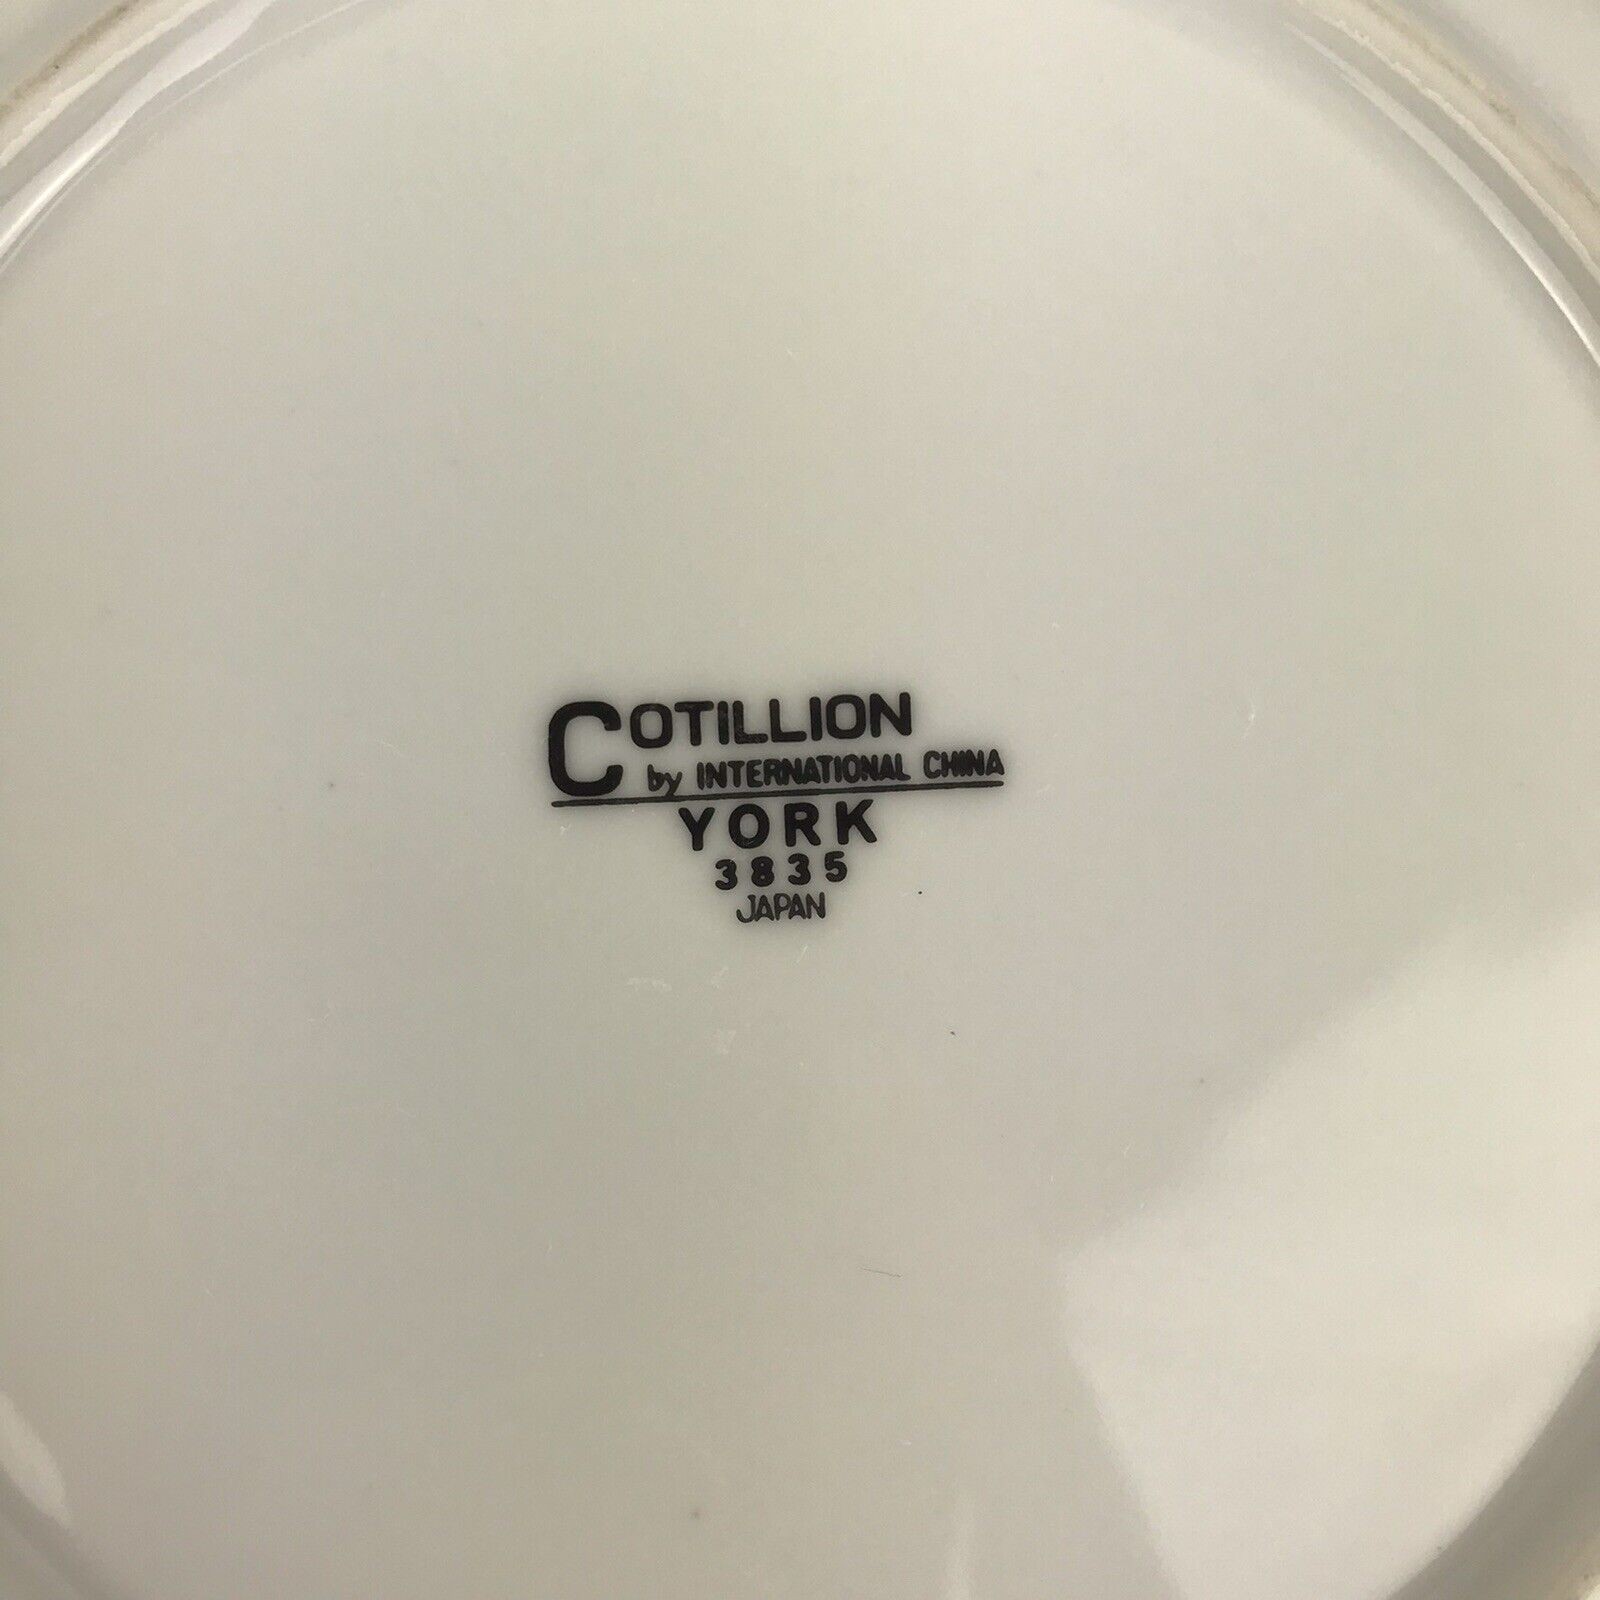 COTILLION
by INTERNATIONAL CHINA
YORK
3835
JAPAN